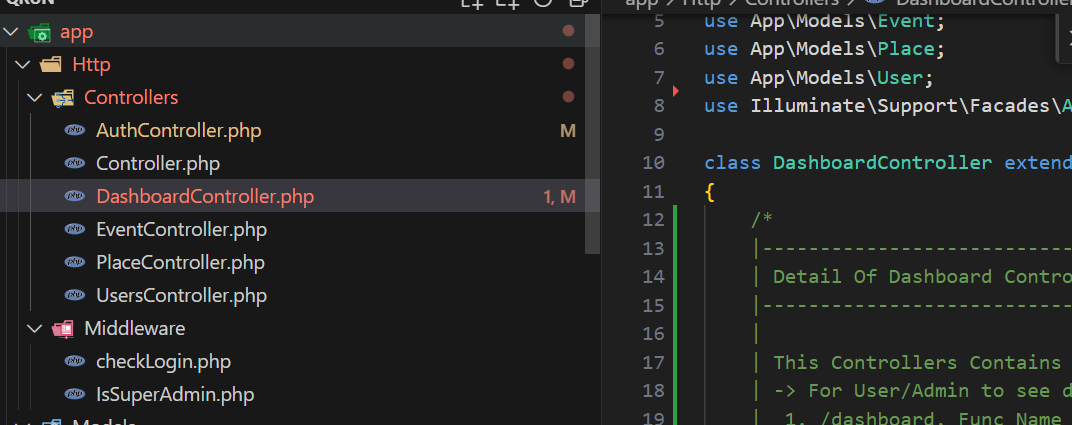 QRUN
app
Http
Controllers
AuthController.php M
Controller.php
DashboardController.php 1, M
EventController.php
PlaceController.php
UsersController.php
Middleware
checkLogin.php
IsSuperAdmin.php
Models
app > Http > Controllers > DashboardController
5 use App\Models\Event;
6 use App\Models\Place;
7 use App\Models\User;
8 use Illuminate\Support\Facades\A
9
10 class DashboardController extend
11 {
12 /*
13 |---------------------------
14 | Detail Of Dashboard Contro
15 |---------------------------
16 |
17 | This Controllers Contains
18 | -> For User/Admin to see d
19 | 1. /dashboard, Func Name